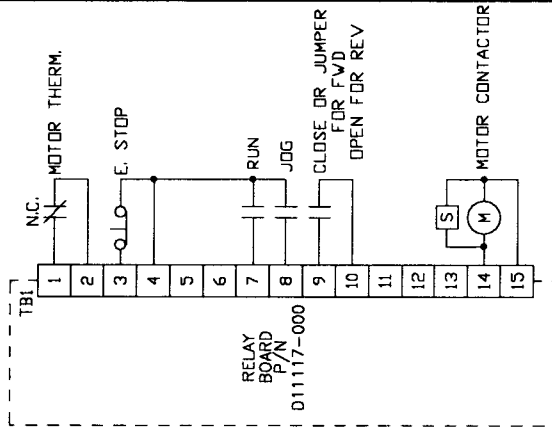 TB1
RELAY
BOARD
P/N
D11117-000
1
2
3
4
5
6
7
8
9
10
11
12
13
14
15
N.C.
MOTOR THERM.
E. STOP
RUN
JOG
CLOSE OR JUMPER
FOR FWD
OPEN FOR REV
S
M
MOTOR CONTACTOR